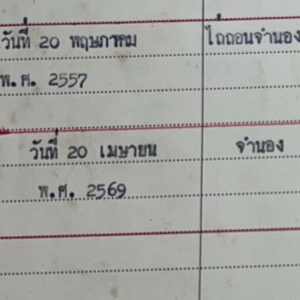 วันที่ 20 พฤษภาคม ไถ่ถอนจำนอง
พ.ศ. 2557
วันที่ 20 เมษายน จำนอง
พ.ศ. 2569